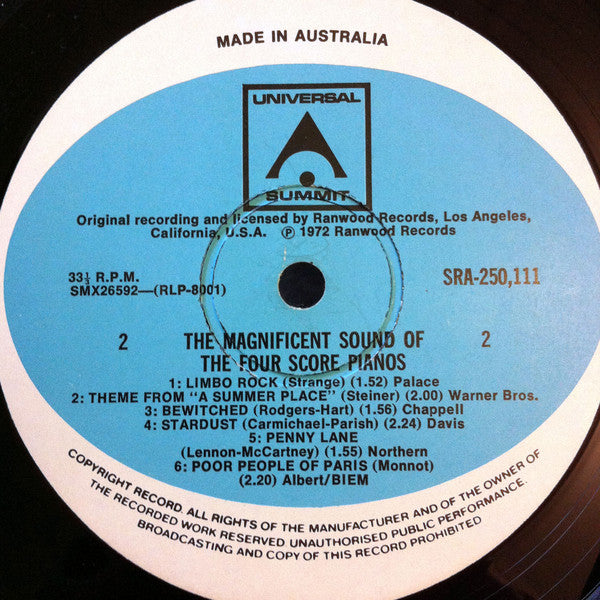 MADE IN AUSTRALIA
UNIVERSAL
SUMMIT
Original recording and licensed by Ranwood Records, Los Angeles,
California, U.S.A. ℗ 1972 Ranwood Records
33⅓ R.P.M.
SMX26592—(RLP-8001)
SRA-250,111
2 THE MAGNIFICENT SOUND OF 2
THE FOUR SCORE PIANOS
1: LIMBO ROCK (Strange) (1.52) Palace
2: THEME FROM "A SUMMER PLACE" (Steiner) (2.00) Warner Bros.
3: BEWITCHED (Rodgers-Hart) (1.56) Chappell
4: STARDUST (Carmichael-Parish) (2.24) Davis
5: PENNY LANE
(Lennon-McCartney) (1.55) Northern
6: POOR PEOPLE OF PARIS (Monnot)
(2.20) Albert/BIEM
COPYRIGHT RECORD. ALL RIGHTS OF THE MANUFACTURER AND OF THE OWNER OF
THE RECORDED WORK RESERVED UNAUTHORISED PUBLIC PERFORMANCE.
BROADCASTING AND COPY OF THIS RECORD PROHIBITED